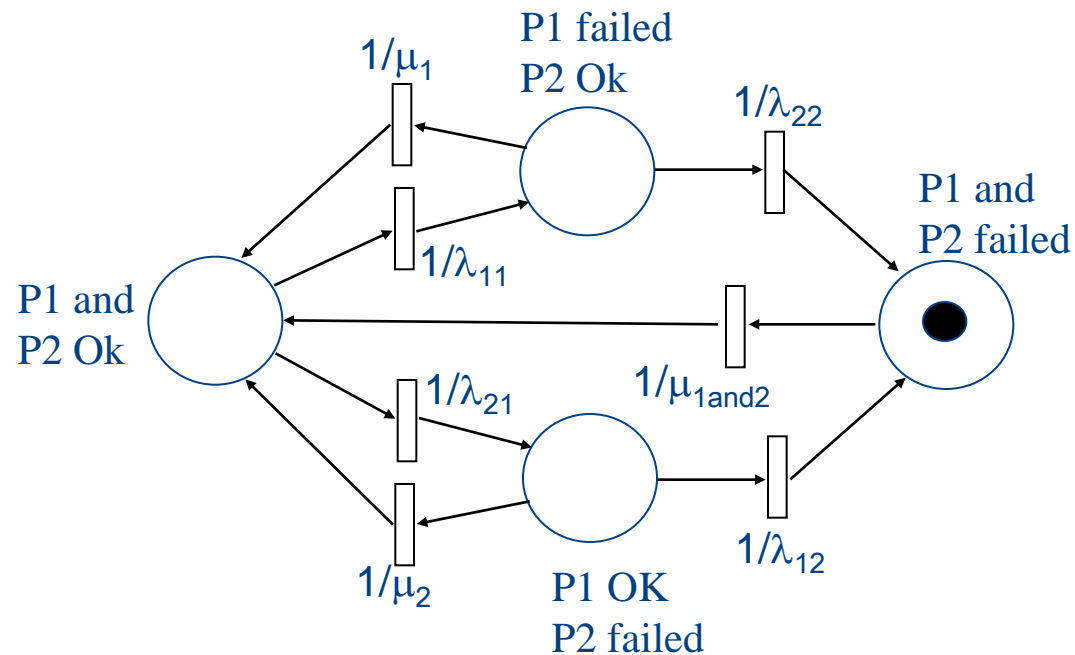 P1 failed
P2 Ok
1/μ₁
1/λ₂₂
P1 and
P2 failed
1/λ₁₁
P1 and
P2 Ok
1/μ₁and₂
1/λ₂₁
1/λ₁₂
1/μ₂
P1 OK
P2 failed